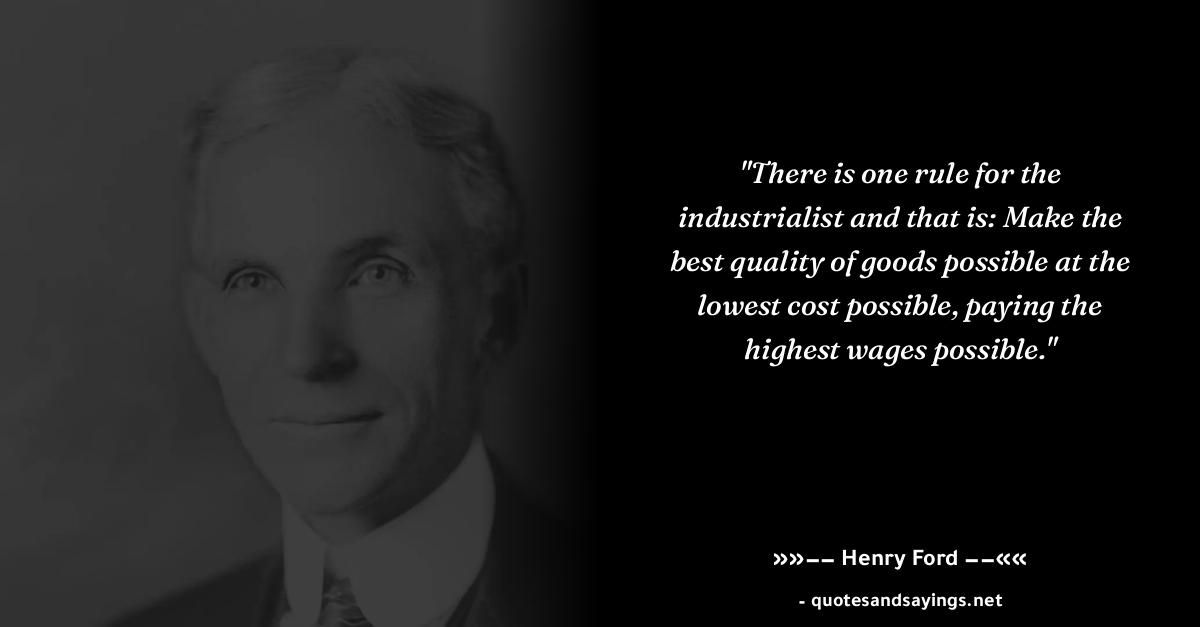 "There is one rule for the
industrialist and that is: Make the
best quality of goods possible at the
lowest cost possible, paying the
highest wages possible."
»»–– Henry Ford ––««
- quotesandsayings.net